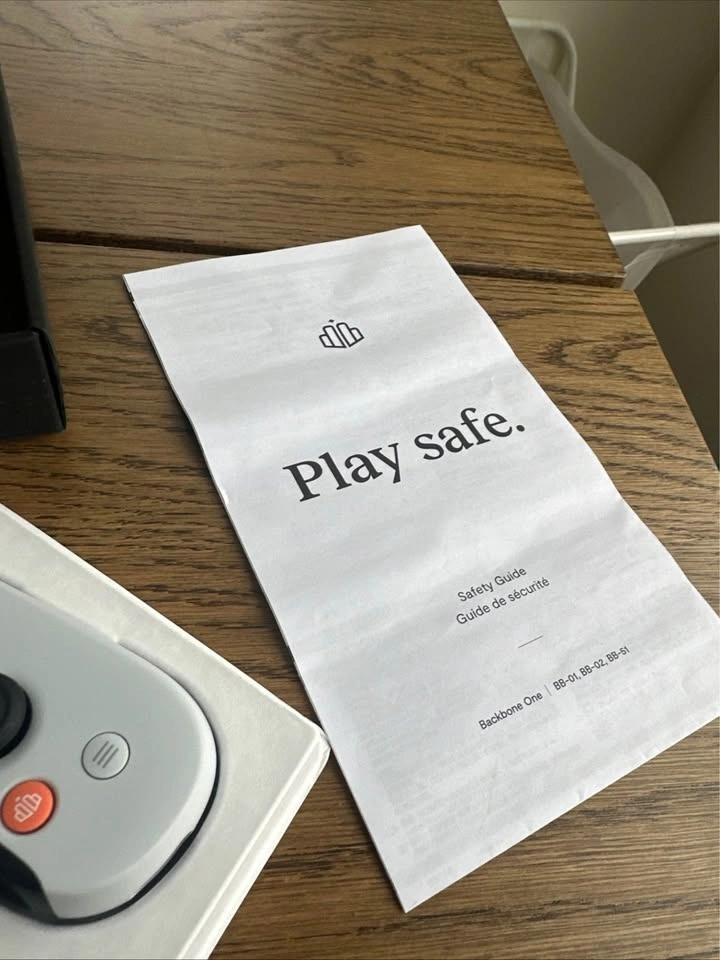 Play safe.
Safety Guide
Guide de sécurité
Backbone One | BB-01, BB-02, BB-51